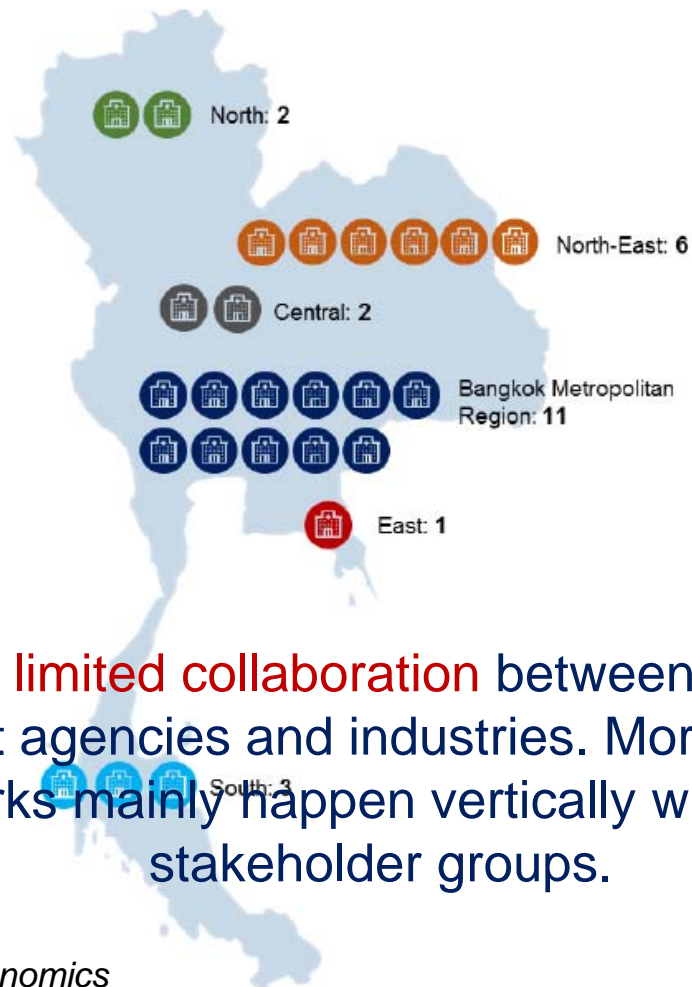 North: 2
North-East: 6
Central: 2
Bangkok Metropolitan
Region: 11
East: 1
limited collaboration between
agencies and industries. Mor
South: 3
mainly happen vertically w
stakeholder groups.
nomics